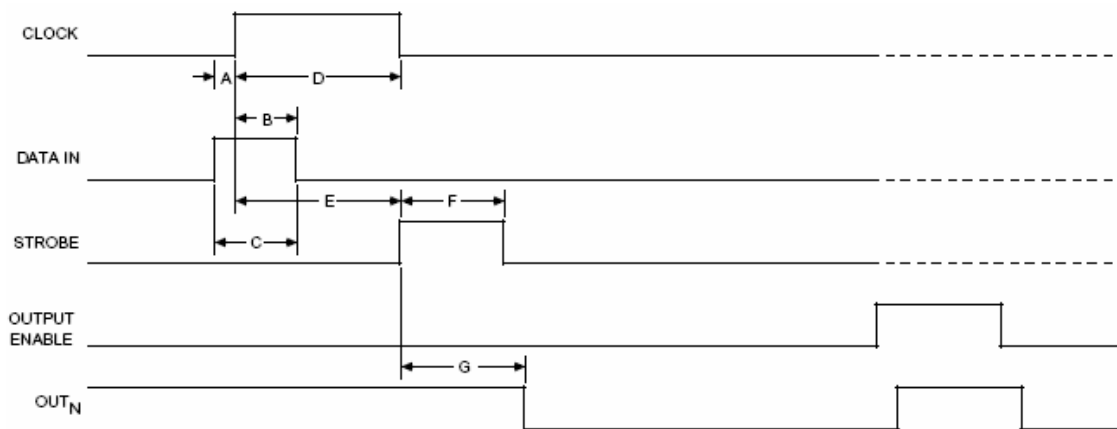 CLOCK
A D
B
DATA IN
E F
C
STROBE
OUTPUT
ENABLE
G
OUTN